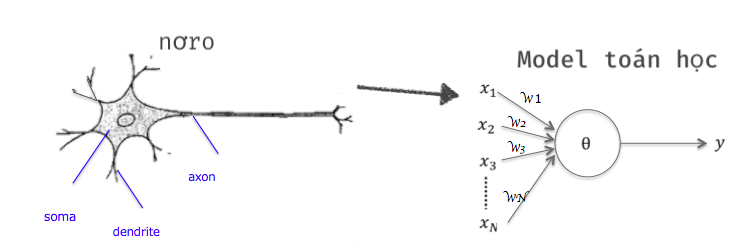 nơro
soma
dendrite
axon
Model toán học
x1
w1
x2
w2
x3
w3
xN
wN
θ
y